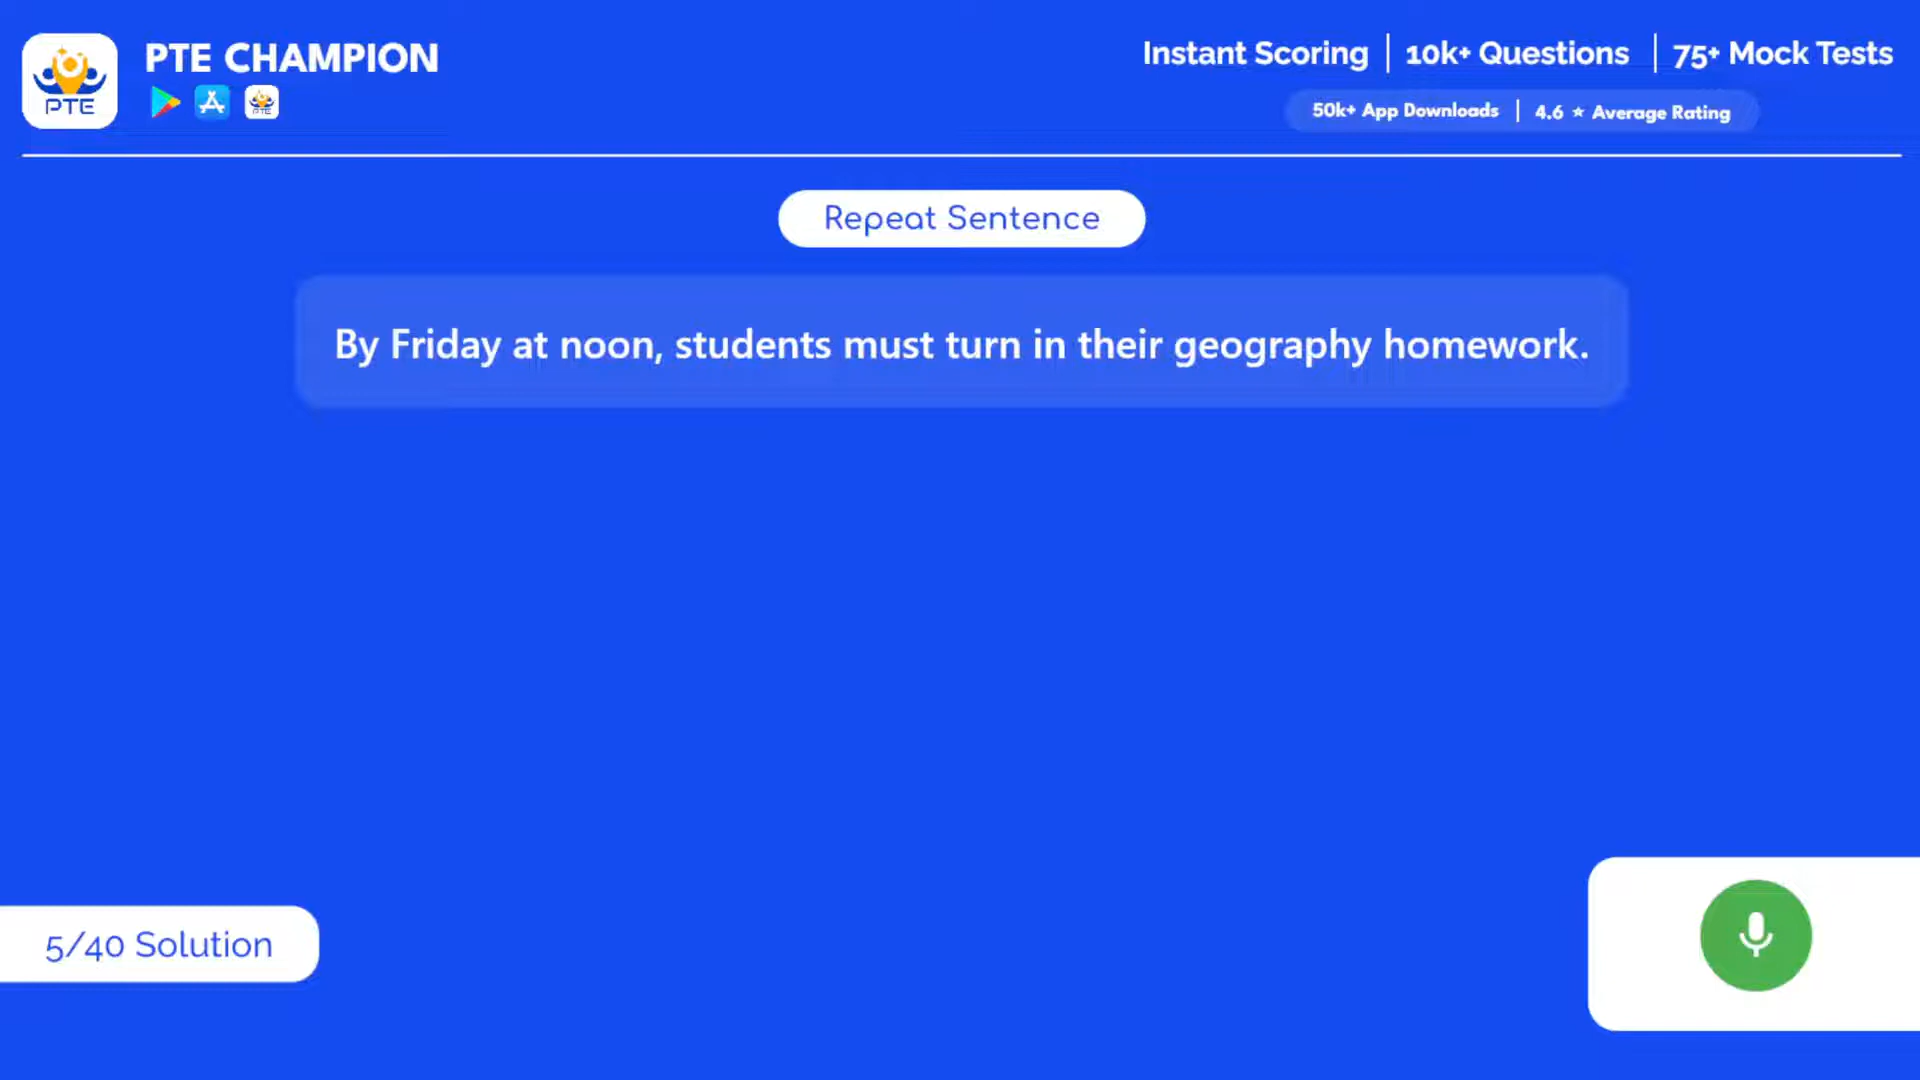 PTE CHAMPION
PTE
PTE
Instant Scoring | 10k+ Questions | 75+ Mock Tests
50k+ App Downloads | 4.6 ★ Average Rating
Repeat Sentence
By Friday at noon, students must turn in their geography homework.
5/40 Solution